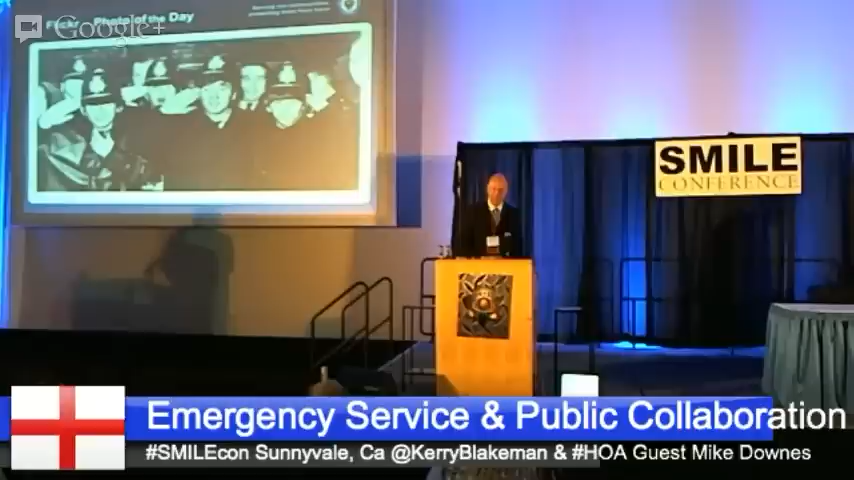 Google+
Flickr Photo of the Day
SMILE
CONFERENCE
Emergency Service & Public Collaboration
#SMILEcon Sunnyvale, Ca @KerryBlakeman & #HOA Guest Mike Downes